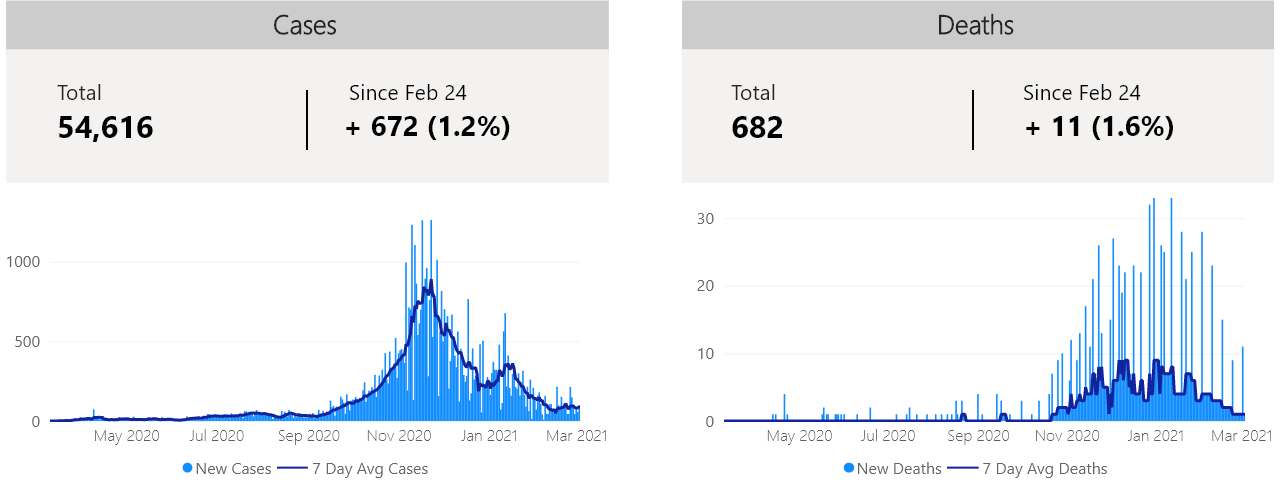 Cases
Total
54,616
Since Feb 24
+ 672 (1.2%)
1000
500
0
May 2020 Jul 2020 Sep 2020 Nov 2020 Jan 2021 Mar 2021
New Cases 7 Day Avg Cases
Deaths
Total
682
Since Feb 24
+ 11 (1.6%)
30
20
10
0
May 2020 Jul 2020 Sep 2020 Nov 2020 Jan 2021 Mar 2021
New Deaths 7 Day Avg Deaths